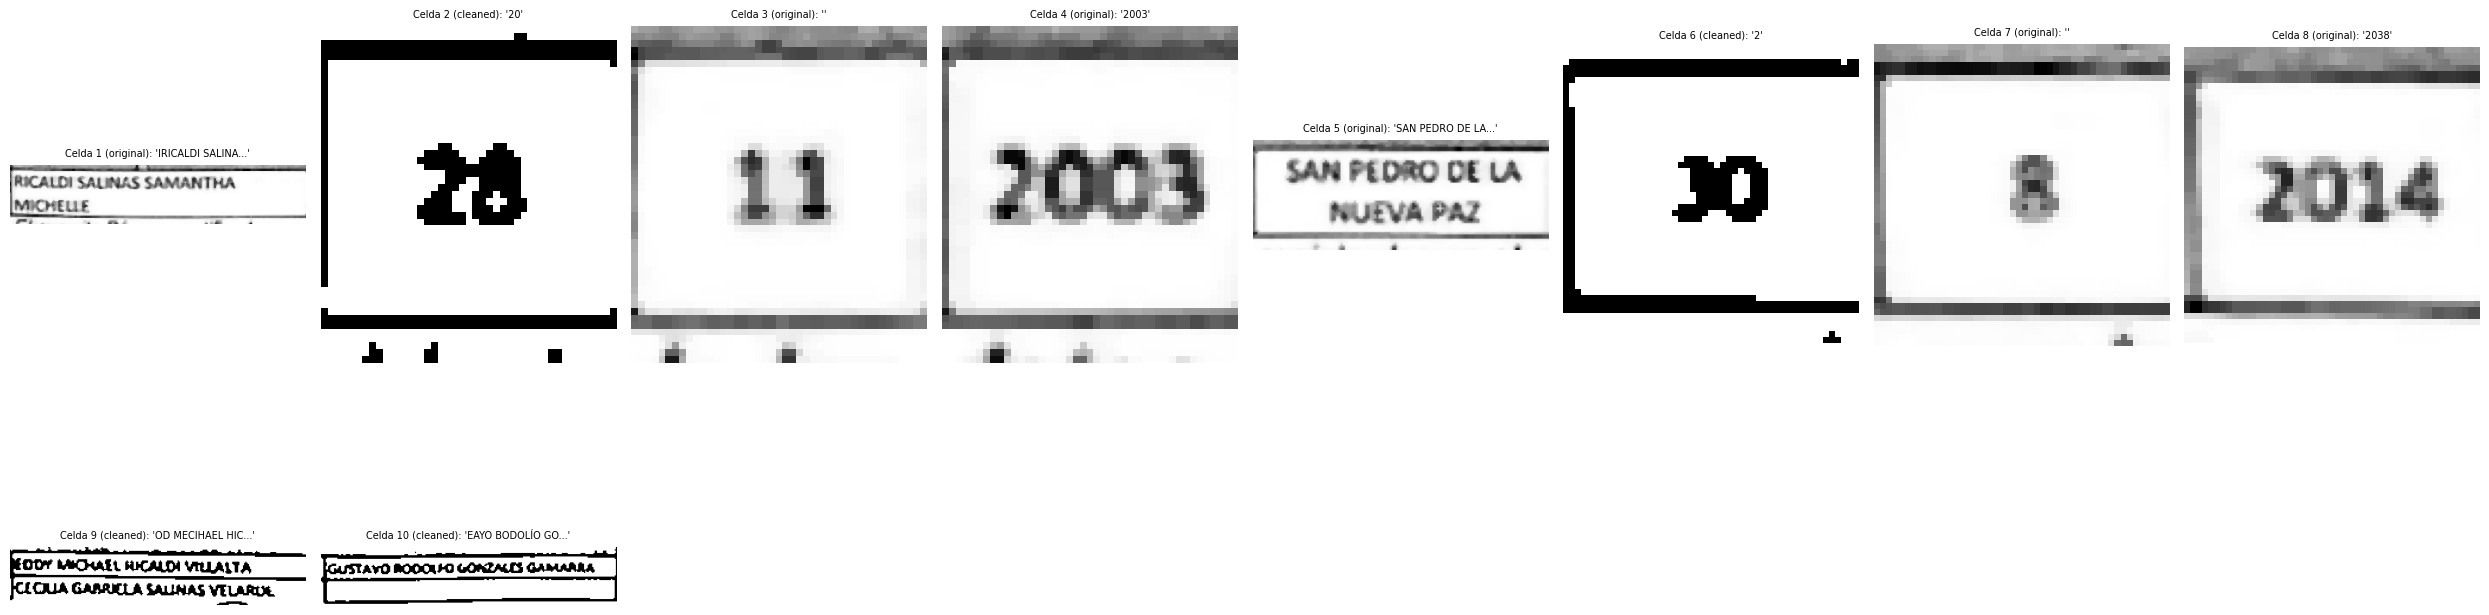 Celda 2 (cleaned): '20'
Celda 3 (original): ''
Celda 4 (original): '2003'
Celda 6 (cleaned): '2'
Celda 7 (original): ''
Celda 8 (original): '2038'
Celda 5 (original): 'SAN PEDRO DE LA...'
Celda 1 (original): 'IRICALDI SALINA...'
RICALDI SALINAS SAMANTHA
MICHELLE
11
2003
SAN PEDRO DE LA
NUEVA PAZ
30
8
2014
Celda 9 (cleaned): 'OD MECIHAEL HIC...'
Celda 10 (cleaned): 'EAYO BODOLÍO GO...'
EDDY MICHAEL RICALDI VILLALTA
CECILIA GABRIELA SALINAS VELARDE
GUSTAVO RODOLFO GONZALES GAMARRA